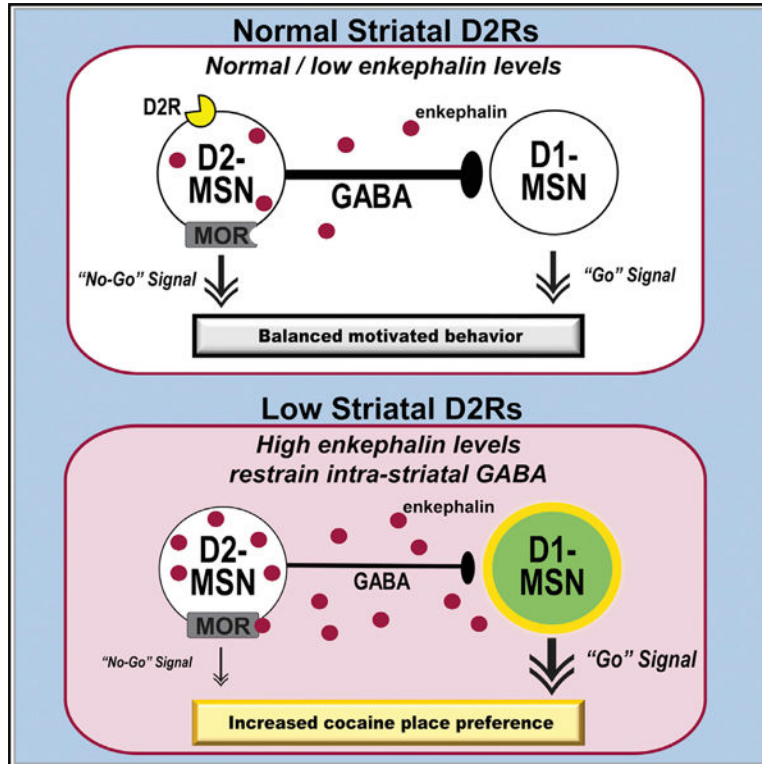 Normal Striatal D2Rs
Normal / low enkephalin levels
D2R
enkephalin
D2-
MSN
GABA
D1-
MSN
MOR
“No-Go” Signal
“Go” Signal
Balanced motivated behavior
Low Striatal D2Rs
High enkephalin levels
restrain intra-striatal GABA
enkephalin
D2-
MSN
GABA
D1-
MSN
MOR
“No-Go” Signal
“Go” Signal
Increased cocaine place preference